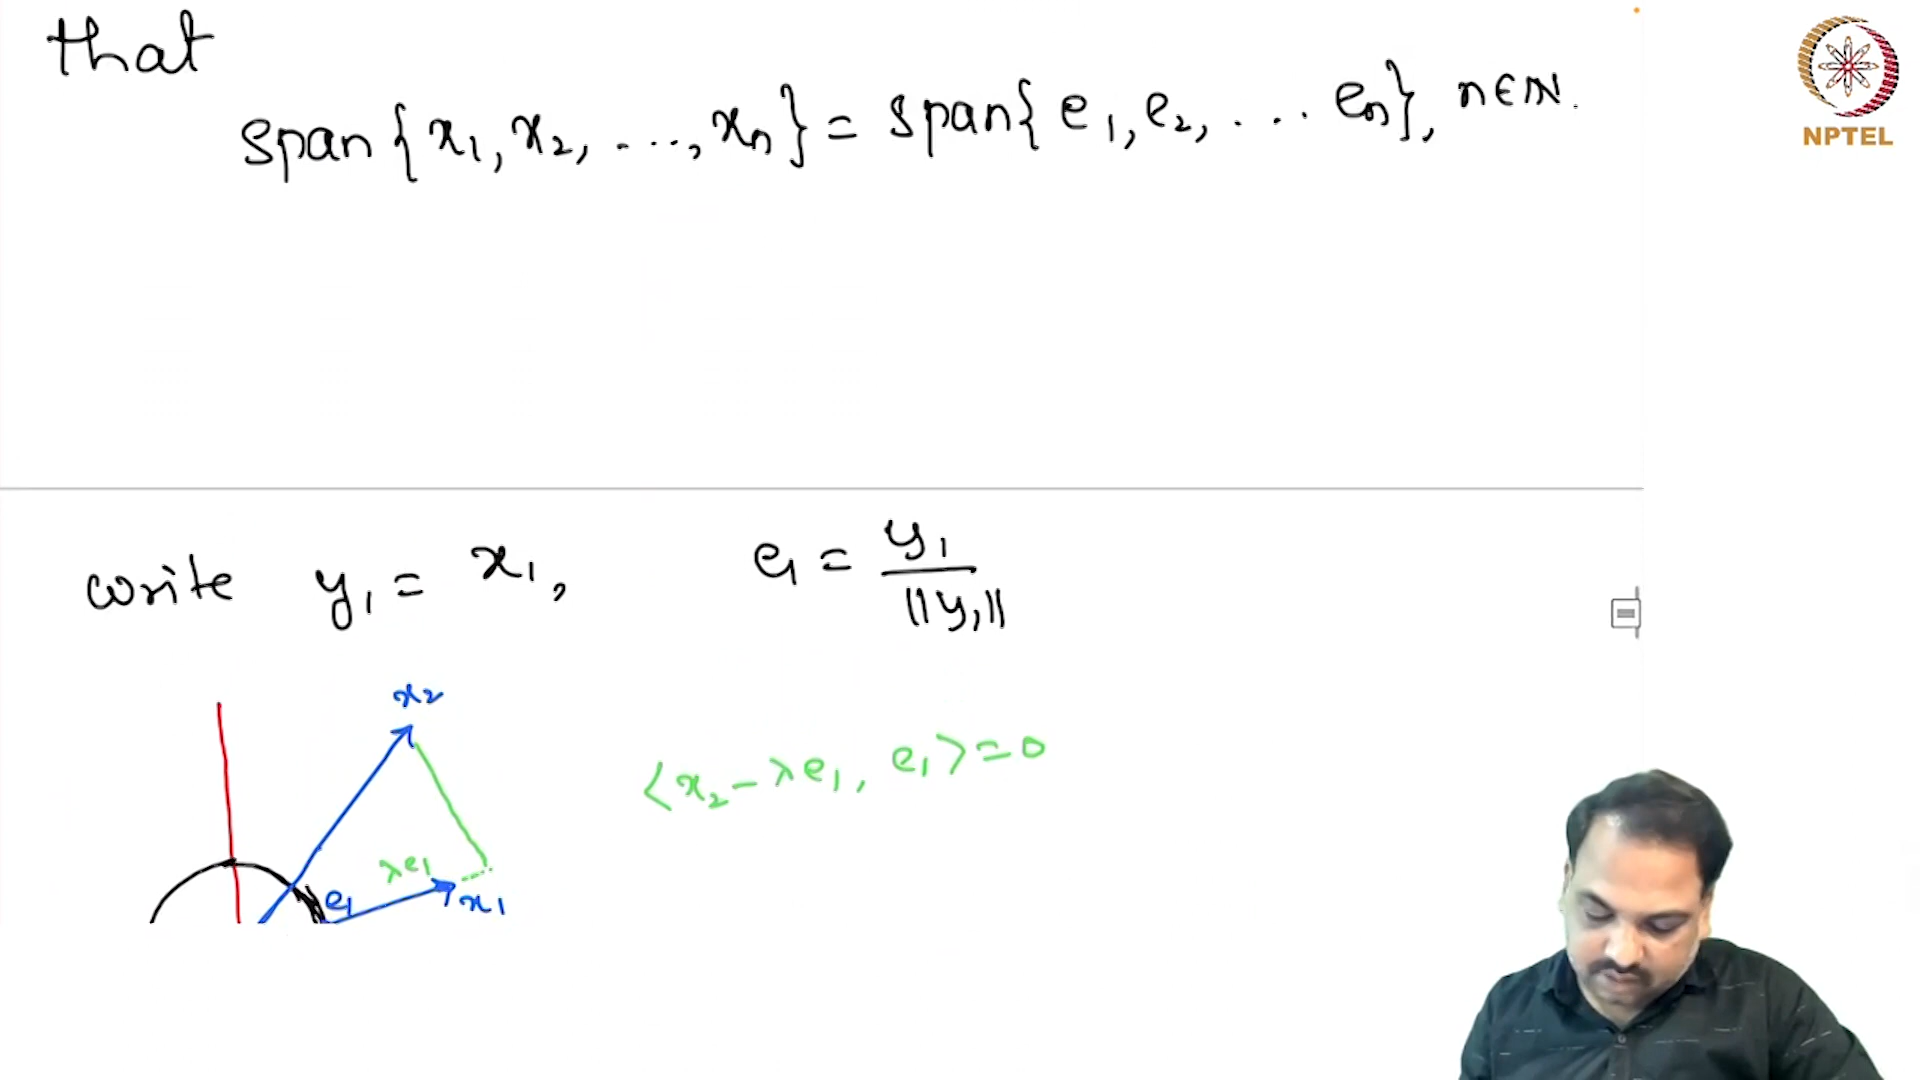 that
span{x₁, x₂, ..., xₙ} = span{e₁, e₂, ... eₙ}, n∈ℕ.
NPTEL
write y₁ = x₁, e₁ = y₁/||y₁||
x₂
⟨x₂ - λe₁, e₁⟩ = 0
λe₁
e₁ x₁